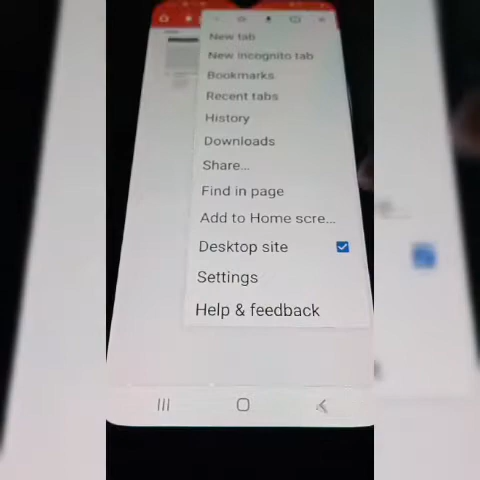 New tab
New incognito tab
Bookmarks
Recent tabs
History
Downloads
Share...
Find in page
Add to Home scre...
Desktop site
Settings
Help & feedback